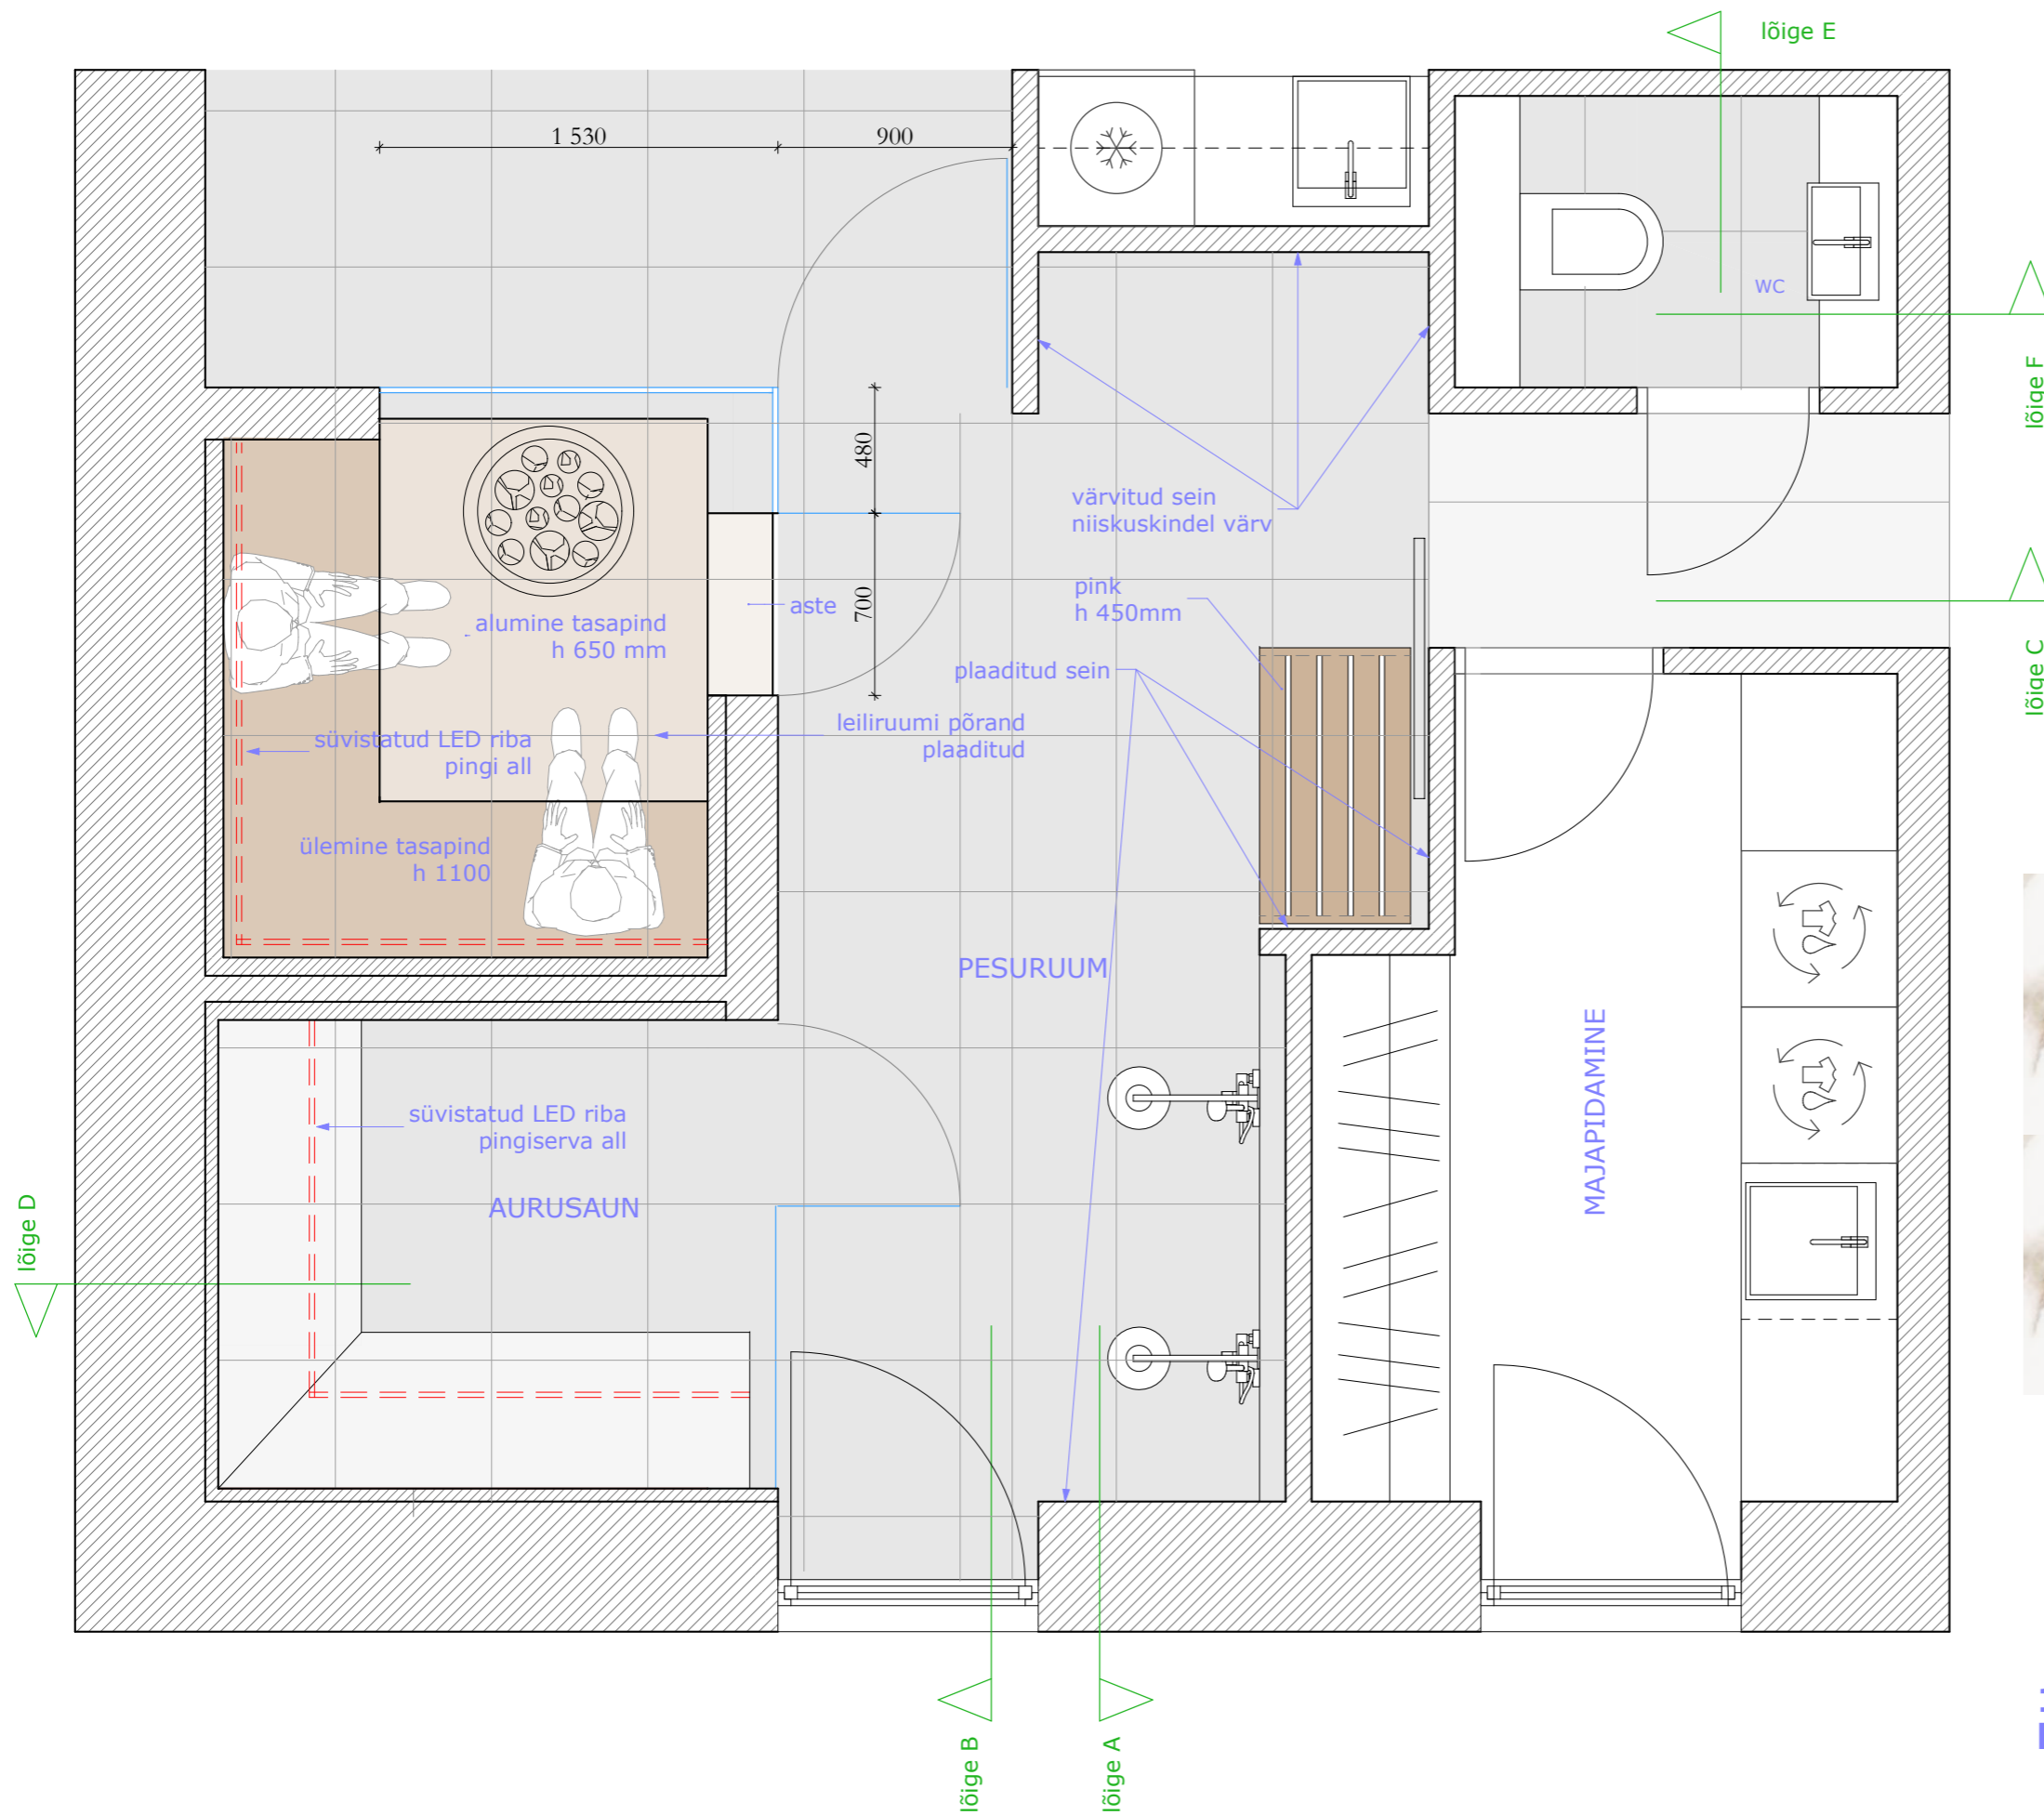 lõige E
1 530
900
WC
lõige F
480
värvitud sein
niiskuskindel värv
pink
h 450mm
700
aste
alumine tasapind
h 650 mm
plaaditud sein
lõige C
leiliruumi põrand
plaaditud
süvistatud LED riba
pingi all
ülemine tasapind
h 1100
PESURUUM
MAJAPIDAMINE
süvistatud LED riba
pingiserva all
AURUSAUN
lõige D
lõige B
lõige A